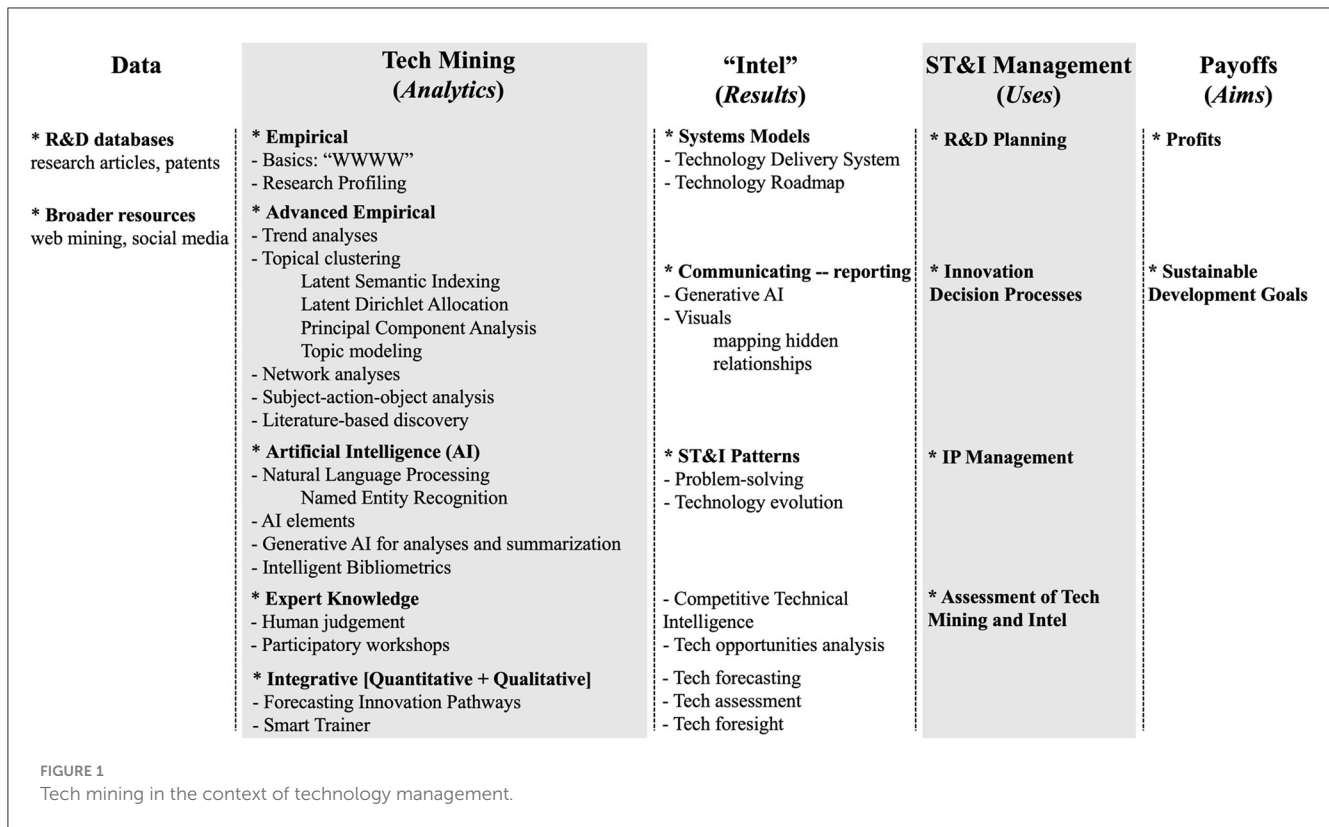 Data
* R&D databases
research articles, patents
* Broader resources
web mining, social media
Tech Mining
(Analytics)
* Empirical
- Basics: “WWWW”
- Research Profiling
* Advanced Empirical
- Trend analyses
- Topical clustering
Latent Semantic Indexing
Latent Dirichlet Allocation
Principal Component Analysis
Topic modeling
- Network analyses
- Subject-action-object analysis
- Literature-based discovery
* Artificial Intelligence (AI)
- Natural Language Processing
Named Entity Recognition
- AI elements
- Generative AI for analyses and summarization
- Intelligent Bibliometrics
* Expert Knowledge
- Human judgement
- Participatory workshops
* Integrative [Quantitative + Qualitative]
- Forecasting Innovation Pathways
- Smart Trainer
“Intel”
(Results)
* Systems Models
- Technology Delivery System
- Technology Roadmap
* Communicating -- reporting
- Generative AI
- Visuals
mapping hidden
relationships
* ST&I Patterns
- Problem-solving
- Technology evolution
- Competitive Technical
Intelligence
- Tech opportunities analysis
- Tech forecasting
- Tech assessment
- Tech foresight
ST&I Management
(Uses)
* R&D Planning
* Innovation
Decision Processes
* IP Management
* Assessment of Tech
Mining and Intel
Payoffs
(Aims)
* Profits
* Sustainable
Development Goals
FIGURE 1
Tech mining in the context of technology management.